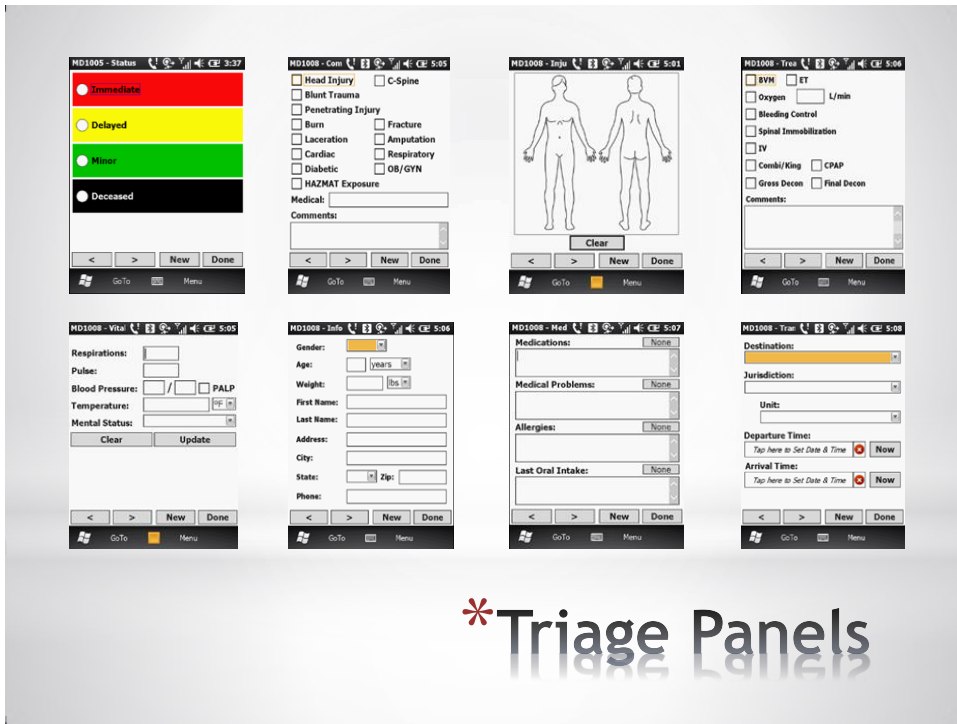 MD1005 - Status 3:37
Immediate
Delayed
Minor
Deceased
< > New Done
GoTo Menu
MD1008 - Com 5:05
Head Injury C-Spine
Blunt Trauma
Penetrating Injury
Burn Fracture
Laceration Amputation
Cardiac Respiratory
Diabetic OB/GYN
HAZMAT Exposure
Medical:
Comments:
< > New Done
GoTo Menu
MD1008 - Inju 5:01
Clear
< > New Done
GoTo Menu
MD1008 - Trea 5:06
BVM ET
Oxygen L/min
Bleeding Control
Spinal Immobilization
IV
Combi/King CPAP
Gross Decon Final Decon
Comments:
< > New Done
GoTo Menu
MD1008 - Vital 5:05
Respirations:
Pulse:
Blood Pressure: / PALP
Temperature: ºF
Mental Status:
Clear Update
< > New Done
GoTo Menu
MD1008 - Info 5:06
Gender:
Age: years
Weight: lbs
First Name:
Last Name:
Address:
City:
State: Zip:
Phone:
< > New Done
GoTo Menu
MD1008 - Med 5:07
Medications: None
Medical Problems: None
Allergies: None
Last Oral Intake: None
< > New Done
GoTo Menu
MD1008 - Tran 5:08
Destination:
Jurisdiction:
Unit:
Departure Time:
Tap here to Set Date & Time Now
Arrival Time:
Tap here to Set Date & Time Now
< > New Done
GoTo Menu
*Triage Panels